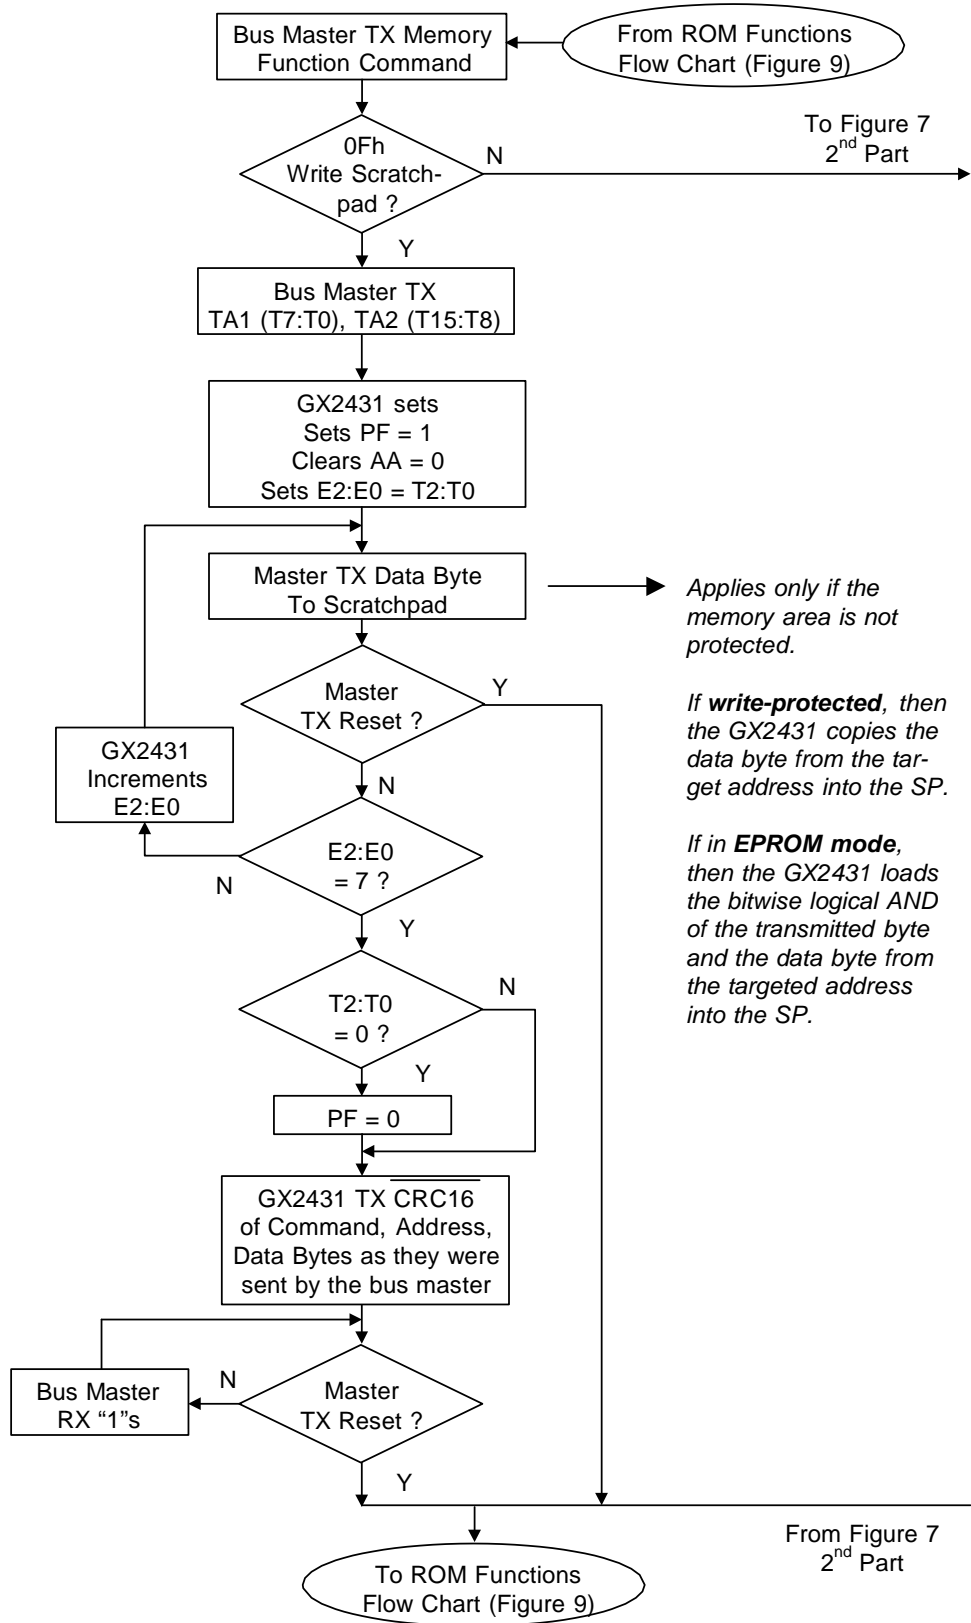 Bus Master TX Memory
Function Command
From ROM Functions
Flow Chart (Figure 9)
To Figure 7
2nd Part
0Fh
Write Scratch-
pad ?
N
Y
Bus Master TX
TA1 (T7:T0), TA2 (T15:T8)
GX2431 sets
Sets PF = 1
Clears AA = 0
Sets E2:E0 = T2:T0
Master TX Data Byte
To Scratchpad
Applies only if the
memory area is not
protected.
If write-protected, then
the GX2431 copies the
data byte from the tar-
get address into the SP.
If in EPROM mode,
then the GX2431 loads
the bitwise logical AND
of the transmitted byte
and the data byte from
the targeted address
into the SP.
Master
TX Reset ?
Y
N
GX2431
Increments
E2:E0
E2:E0
= 7 ?
N
Y
T2:T0
= 0 ?
N
Y
PF = 0
GX2431 TX CRC16
of Command, Address,
Data Bytes as they were
sent by the bus master
Bus Master
RX “1”s
N
Master
TX Reset ?
Y
From Figure 7
2nd Part
To ROM Functions
Flow Chart (Figure 9)